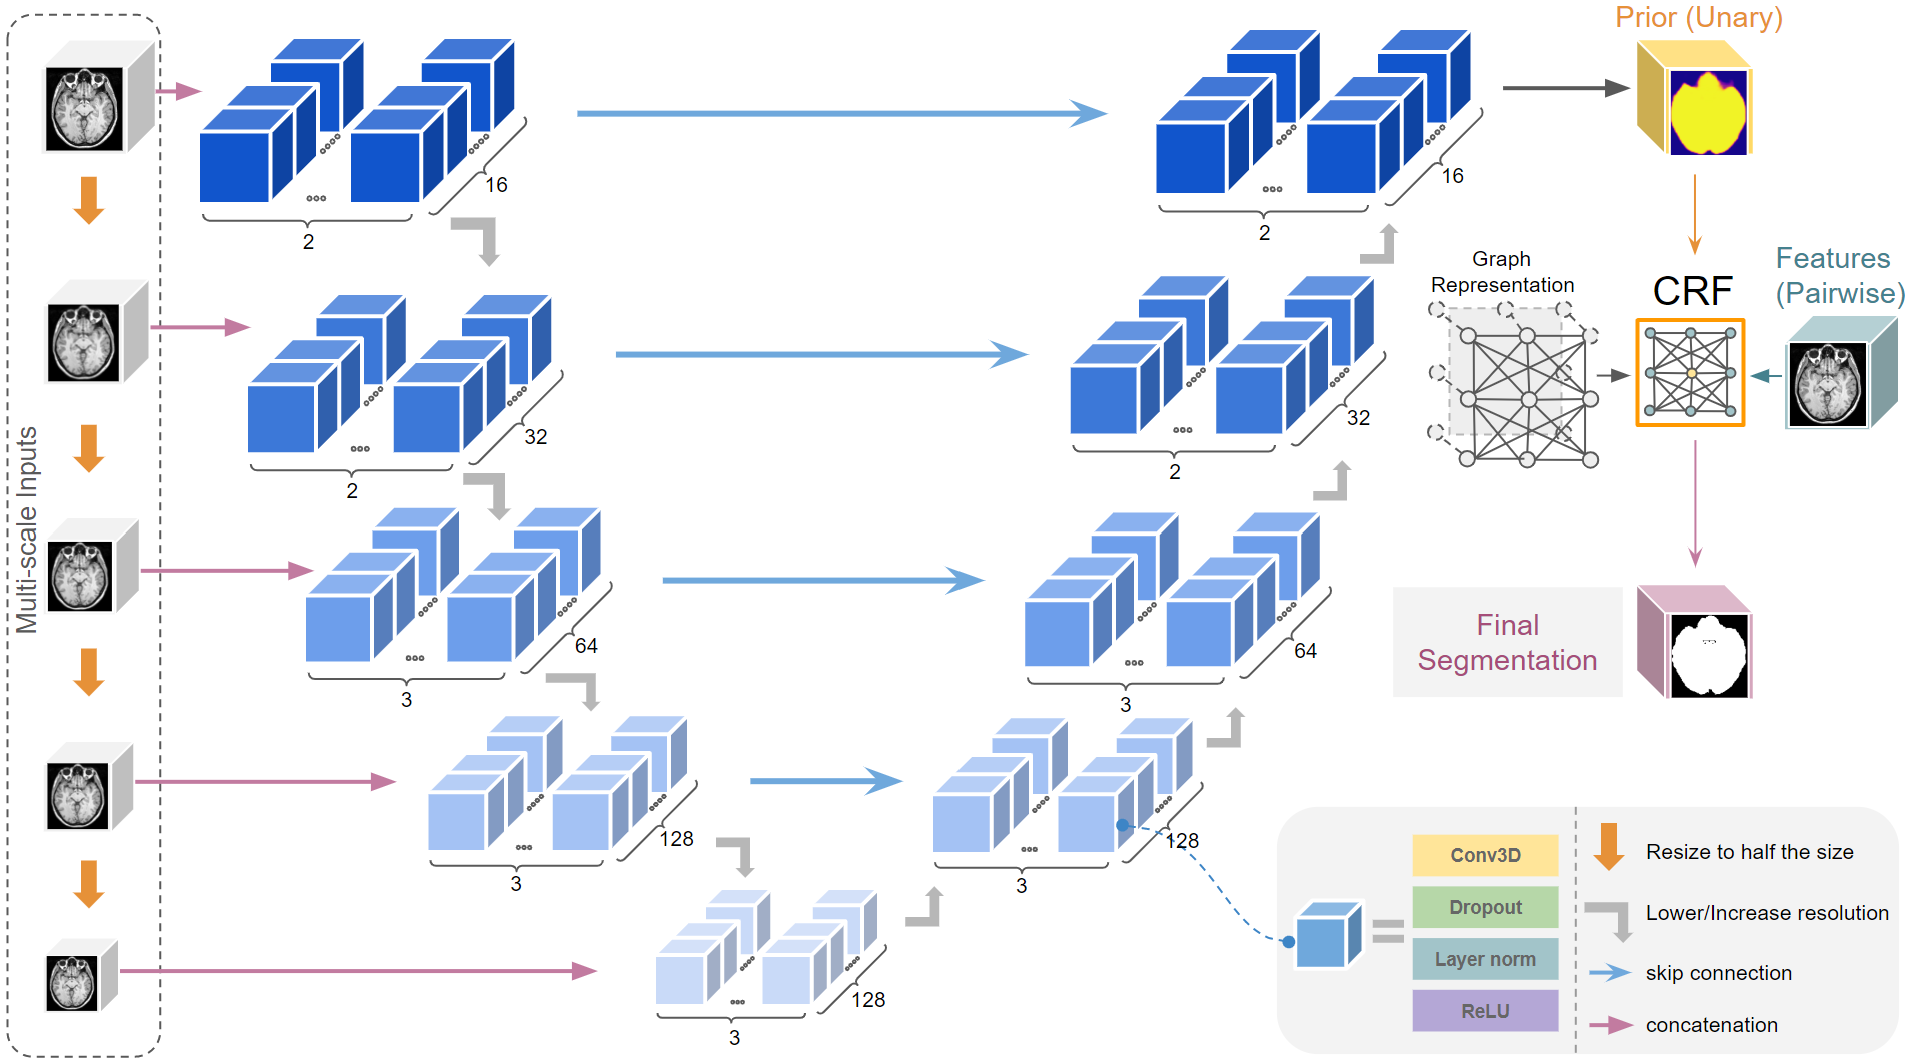 Prior (Unary)
16
16
2
2
Graph
Representation
CRF
Features
(Pairwise)
32
32
2
2
Multi-scale Inputs
64
64
3
3
Final
Segmentation
128
128
3
3
128
3
Conv3D
Dropout
Layer norm
ReLU
Resize to half the size
Lower/Increase resolution
skip connection
concatenation